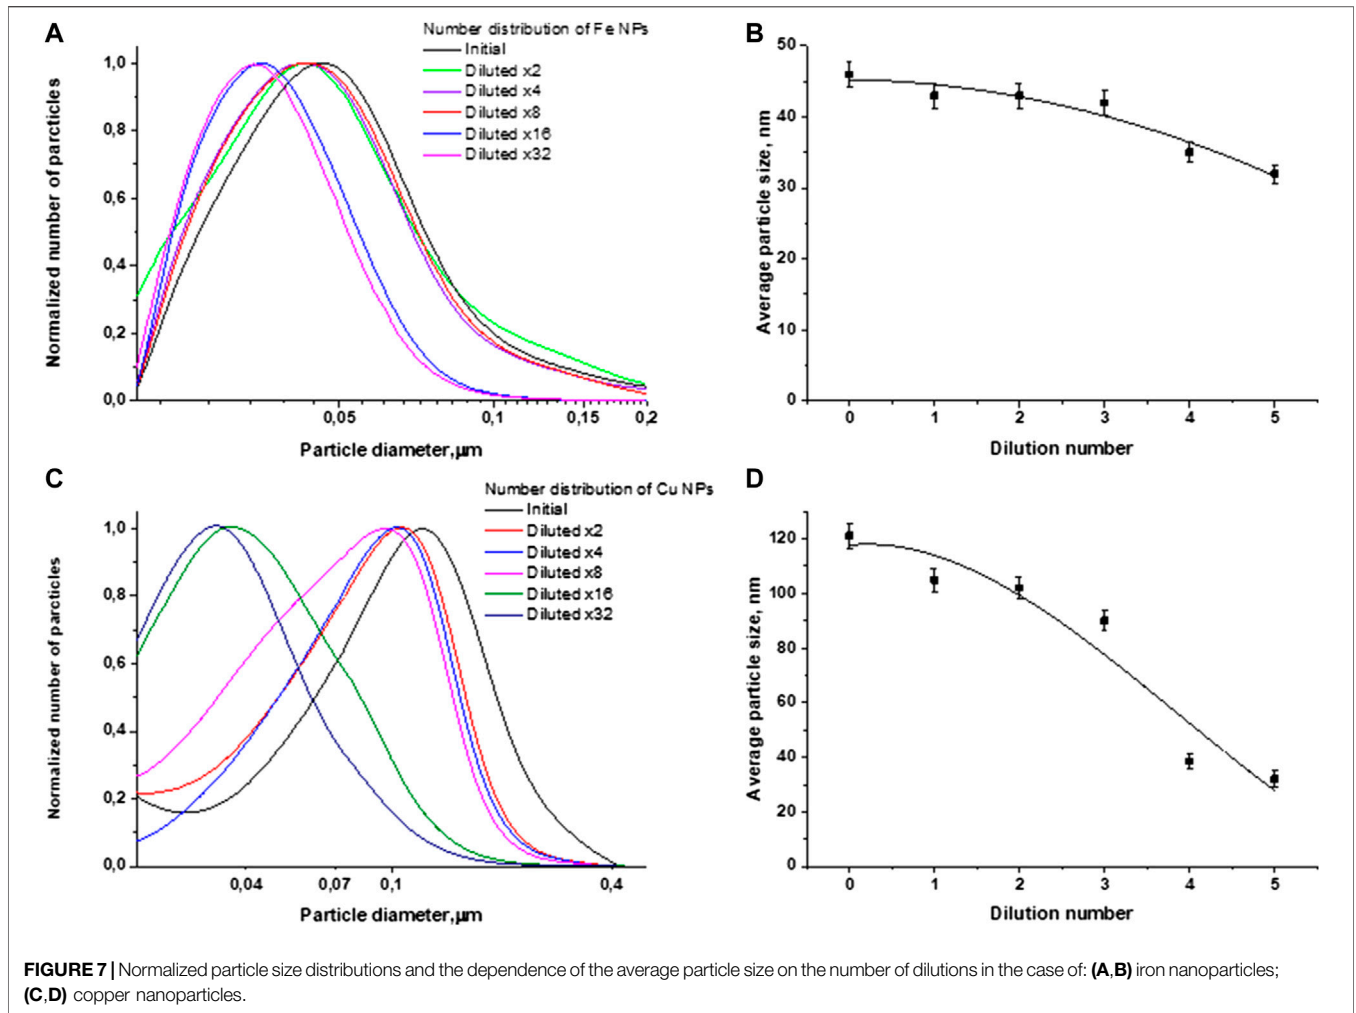 A
Number distribution of Fe NPs
Initial
Diluted x2
Diluted x4
Diluted x8
Diluted x16
Diluted x32
Normalized number of parcicles
1,0
0,8
0,6
0,4
0,2
0,0
0,05
0,1
0,15
0,2
Particle diameter,µm
B
Average particle size, nm
50
40
30
20
10
0
0 1 2 3 4 5
Dilution number
C
Number distribution of Cu NPs
Initial
Diluted x2
Diluted x4
Diluted x8
Diluted x16
Diluted x32
Normalized number of particles
1,0
0,8
0,6
0,4
0,2
0,0
0,04
0,07
0,1
0,4
Particle diameter,µm
D
Average particle size, nm
120
100
80
60
40
20
0
0 1 2 3 4 5
Dilution number
FIGURE 7 | Normalized particle size distributions and the dependence of the average particle size on the number of dilutions in the case of: (A,B) iron nanoparticles;
(C,D) copper nanoparticles.